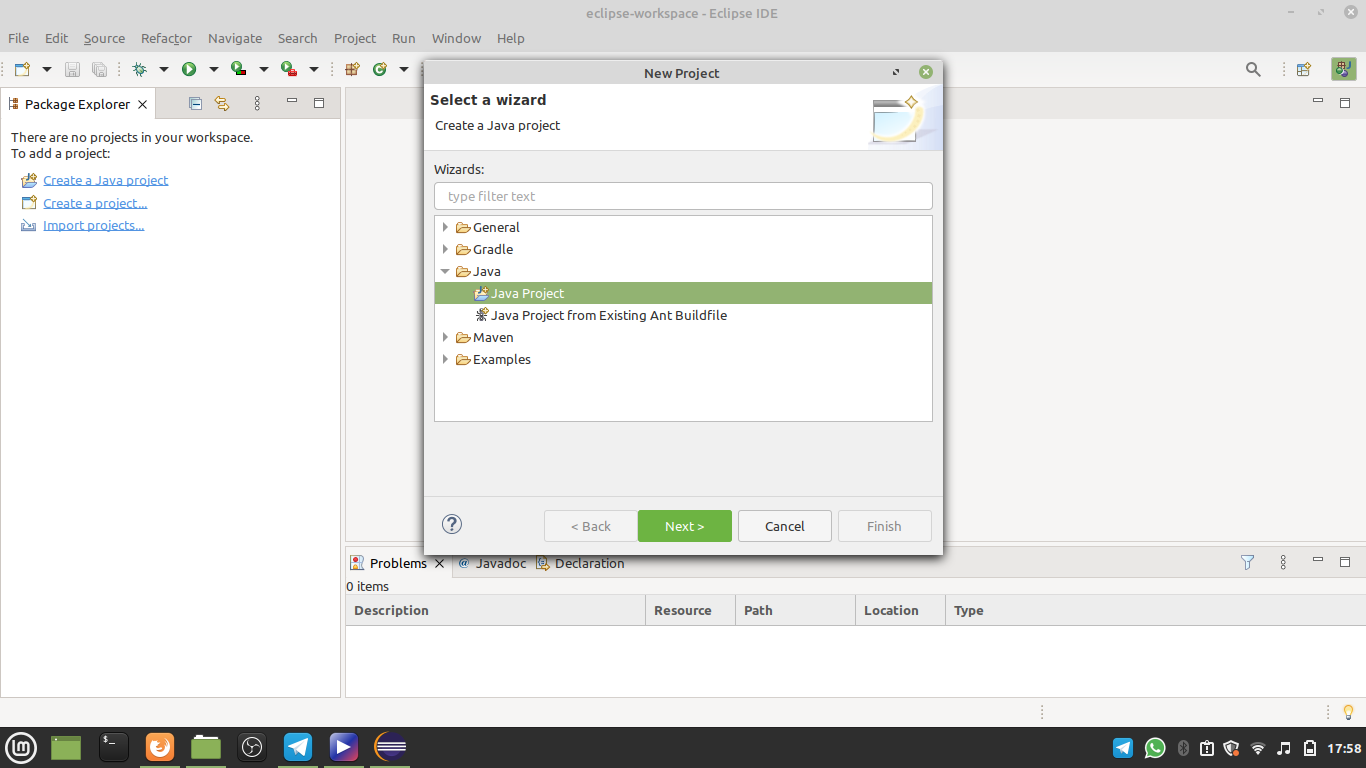 eclipse-workspace - Eclipse IDE
File Edit Source Refactor Navigate Search Project Run Window Help
Package Explorer
There are no projects in your workspace.
To add a project:
Create a Java project
Create a project...
Import projects...
New Project
Select a wizard
Create a Java project
Wizards:
type filter text
General
Gradle
Java
Java Project
Java Project from Existing Ant Buildfile
Maven
Examples
< Back Next > Cancel Finish
Problems @ Javadoc Declaration
0 items
Description Resource Path Location Type
17:58